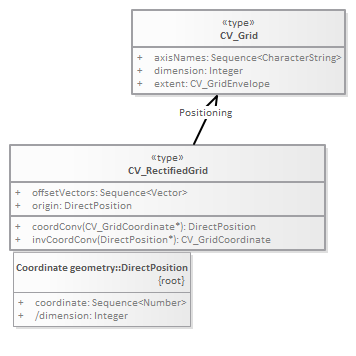 «type»
CV_Grid
+ axisNames: Sequence<CharacterString>
+ dimension: Integer
+ extent: CV_GridEnvelope
Positioning
«type»
CV_RectifiedGrid
+ offsetVectors: Sequence<Vector>
+ origin: DirectPosition
+ coordConv(CV_GridCoordinate*): DirectPosition
+ invCoordConv(DirectPosition*): CV_GridCoordinate
Coordinate geometry::DirectPosition
{root}
+ coordinate: Sequence<Number>
+ /dimension: Integer